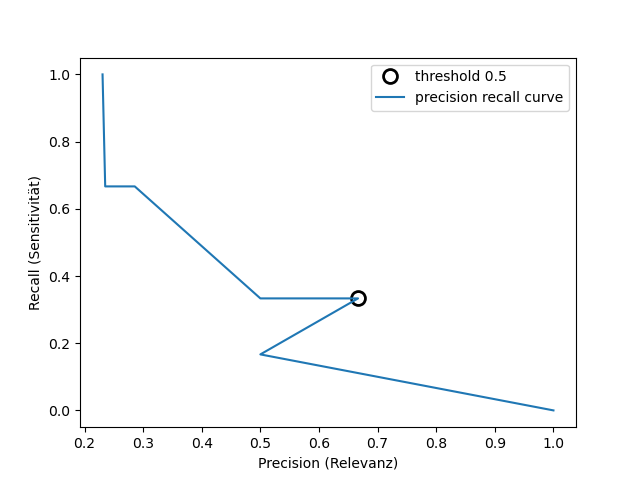 threshold 0.5
precision recall curve
1.0
0.8
0.6
0.4
0.2
0.0
Recall (Sensitivität)
0.2 0.3 0.4 0.5 0.6 0.7 0.8 0.9 1.0
Precision (Relevanz)